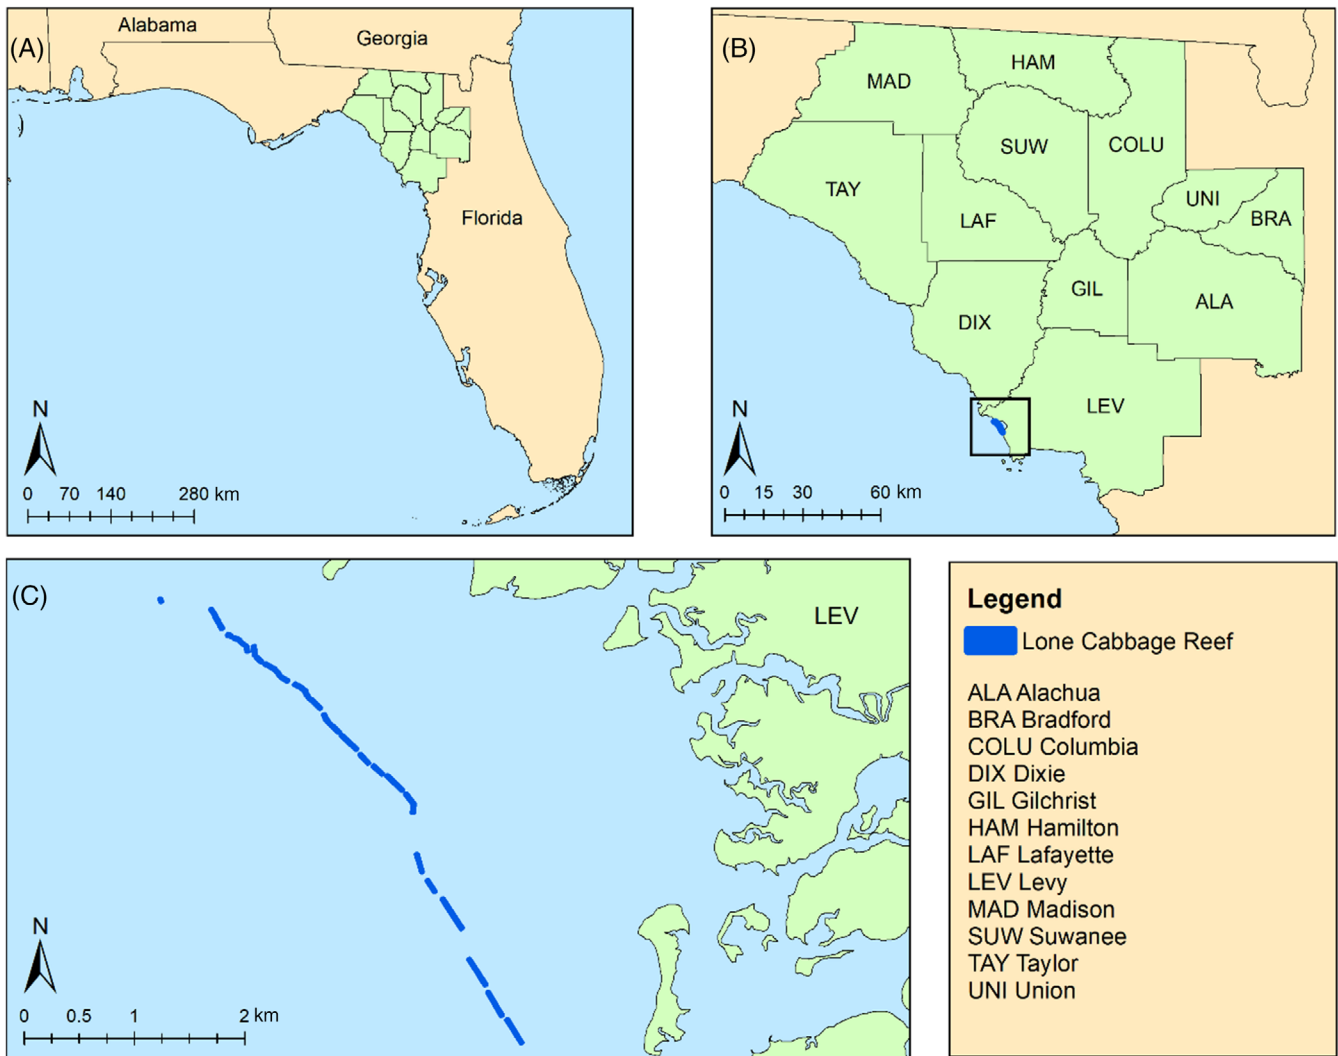 (A)
Alabama
Georgia
Florida
N
0 70 140 280 km
(B)
MAD
HAM
SUW
COLU
TAY
LAF
UNI
BRA
GIL
ALA
DIX
LEV
N
0 15 30 60 km
(C)
LEV
N
0 0.5 1 2 km
Legend
Lone Cabbage Reef
ALA Alachua
BRA Bradford
COLU Columbia
DIX Dixie
GIL Gilchrist
HAM Hamilton
LAF Lafayette
LEV Levy
MAD Madison
SUW Suwanee
TAY Taylor
UNI Union